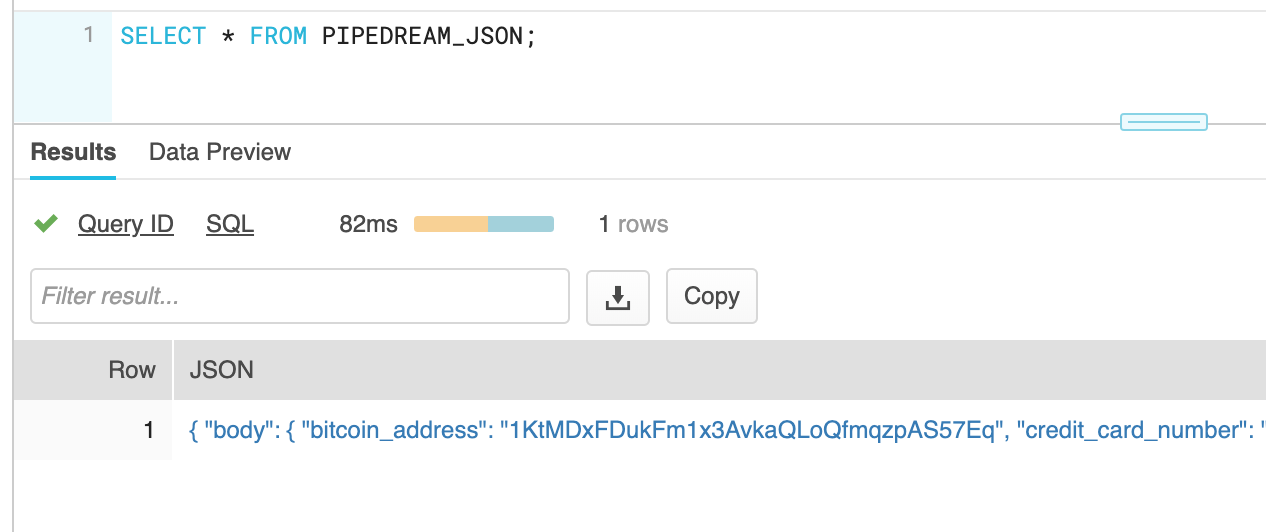 1 SELECT * FROM PIPEDREAM_JSON;
Results Data Preview
Query ID SQL 82ms 1 rows
Filter result... Copy
Row JSON
1 { "body": { "bitcoin_address": "1KtMDxFDukFm1x3AvkaQLoQfmqzpAS57Eq", "credit_card_number": "